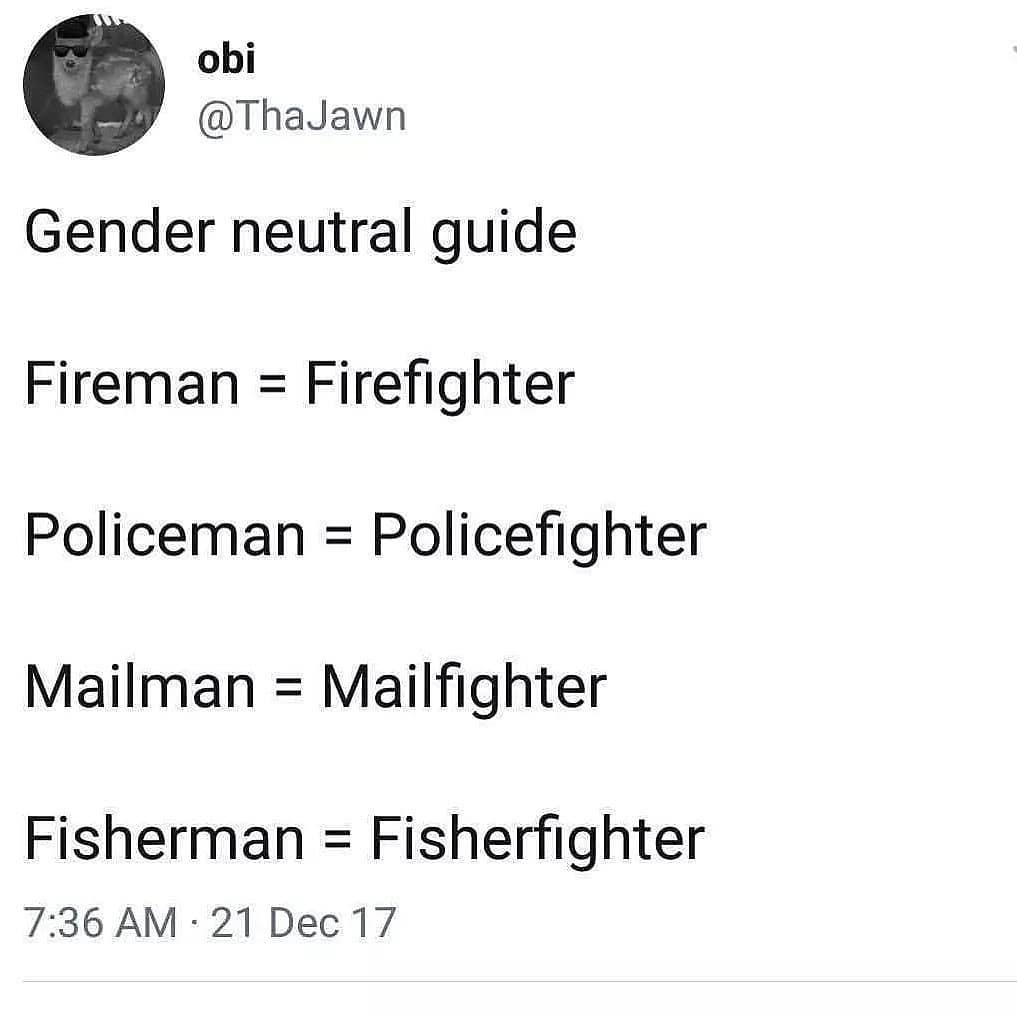 obi
@ThaJawn
Gender neutral guide
Fireman = Firefighter
Policeman = Policefighter
Mailman = Mailfighter
Fisherman = Fisherfighter
7:36 AM · 21 Dec 17